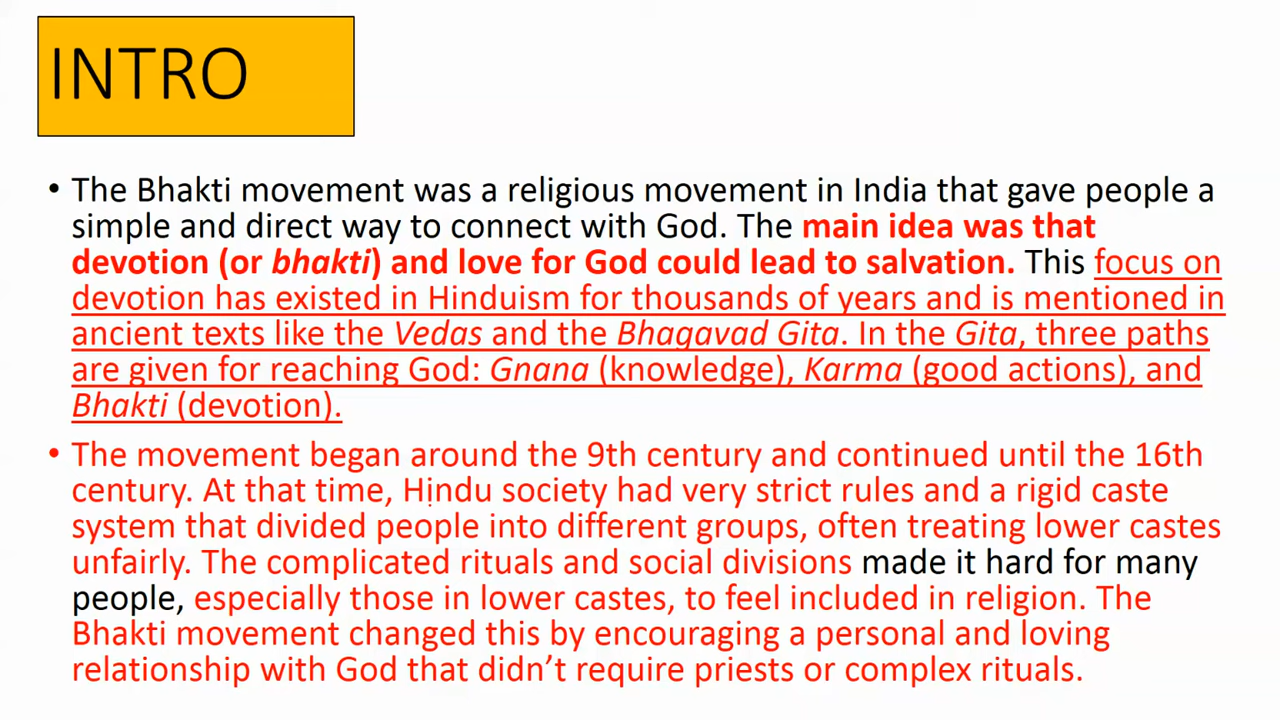 INTRO
• The Bhakti movement was a religious movement in India that gave people a
simple and direct way to connect with God. The main idea was that
devotion (or bhakti) and love for God could lead to salvation. This focus on
devotion has existed in Hinduism for thousands of years and is mentioned in
ancient texts like the Vedas and the Bhagavad Gita. In the Gita, three paths
are given for reaching God: Gnana (knowledge), Karma (good actions), and
Bhakti (devotion).
• The movement began around the 9th century and continued until the 16th
century. At that time, Hindu society had very strict rules and a rigid caste
system that divided people into different groups, often treating lower castes
unfairly. The complicated rituals and social divisions made it hard for many
people, especially those in lower castes, to feel included in religion. The
Bhakti movement changed this by encouraging a personal and loving
relationship with God that didn’t require priests or complex rituals.